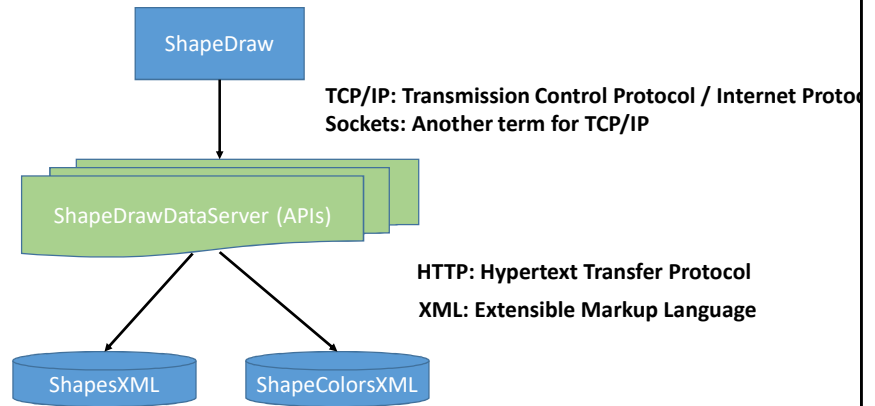 ShapeDraw
TCP/IP: Transmission Control Protocol / Internet Protoc
Sockets: Another term for TCP/IP
ShapeDrawDataServer (APIs)
HTTP: Hypertext Transfer Protocol
XML: Extensible Markup Language
ShapesXML
ShapeColorsXML